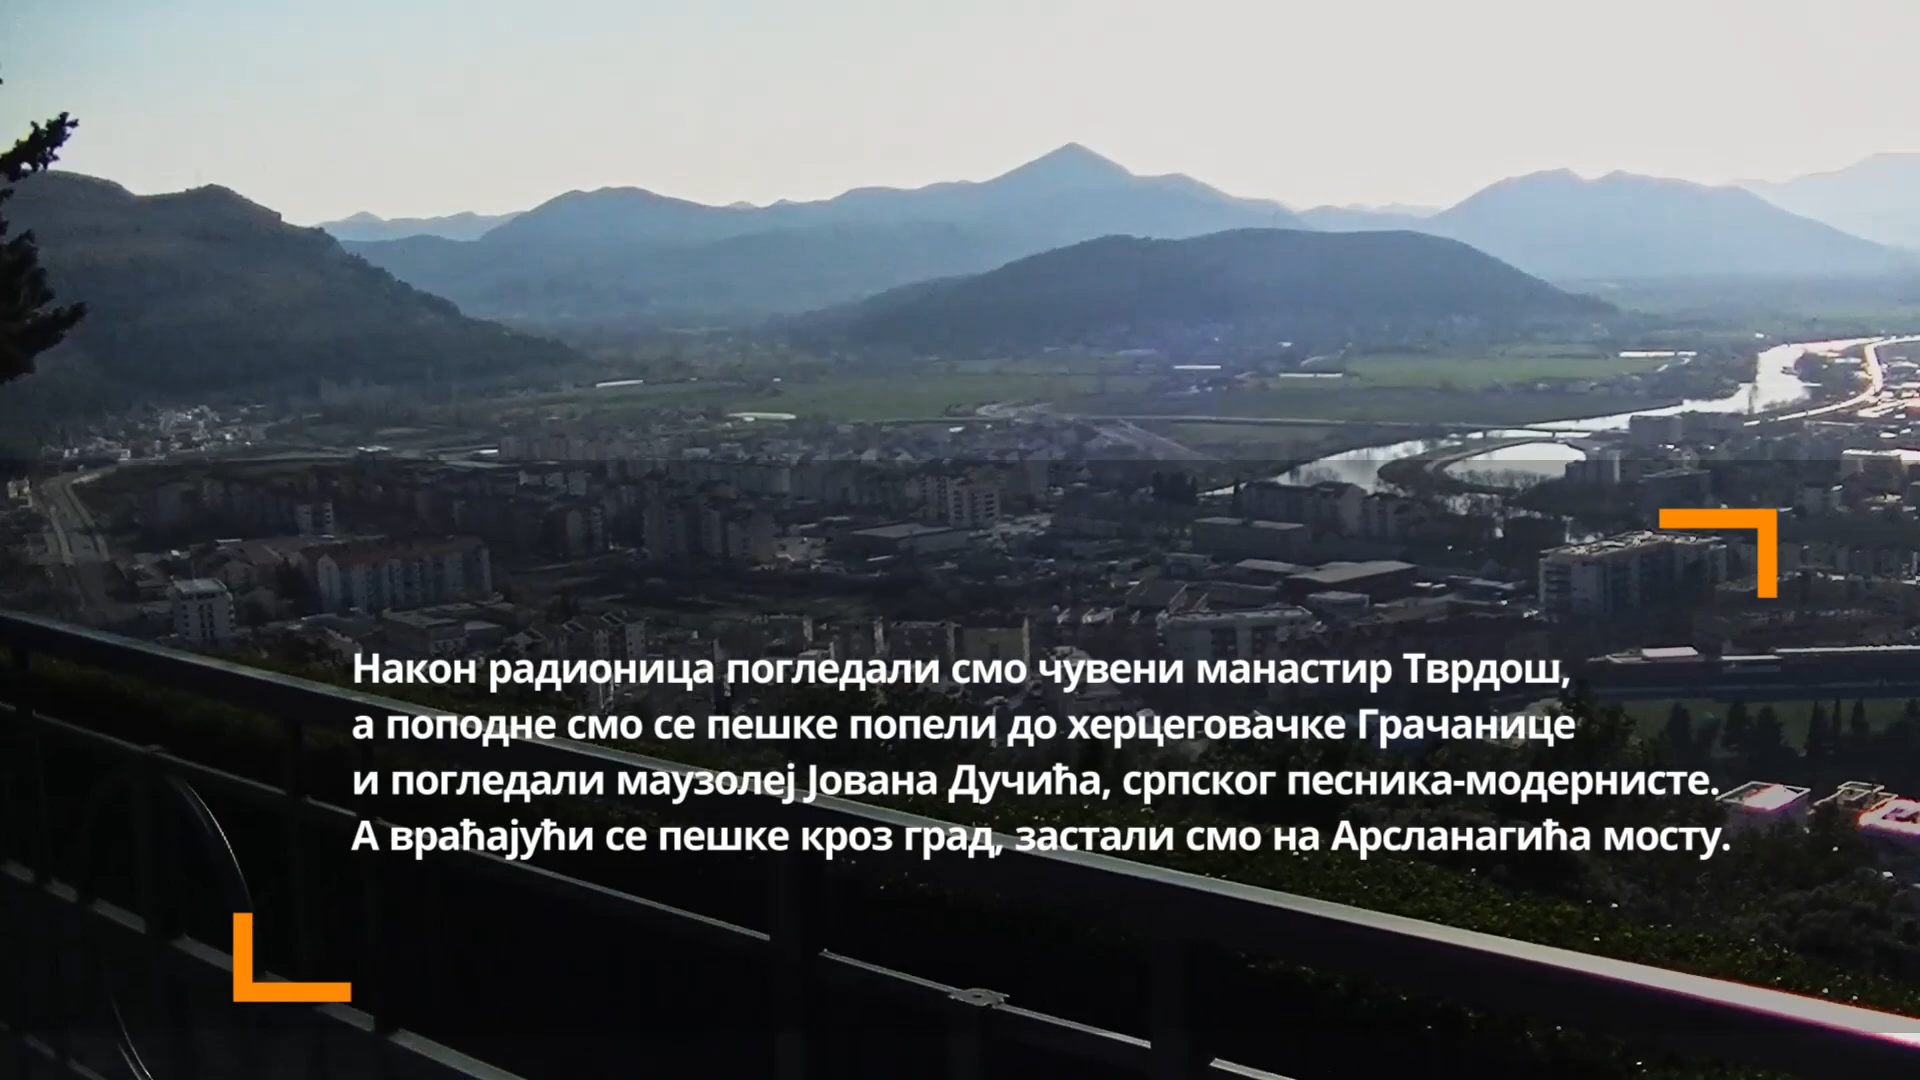 Након радионица погледали смо чувени манастир Тврдош,
а поподне смо се пешке попели до херцеговачке Грачанице
и погледали маузолеј Јована Дучића, српског песника-модернисте.
А враћајући се пешке кроз град, застали смо на Арсланагића мосту.